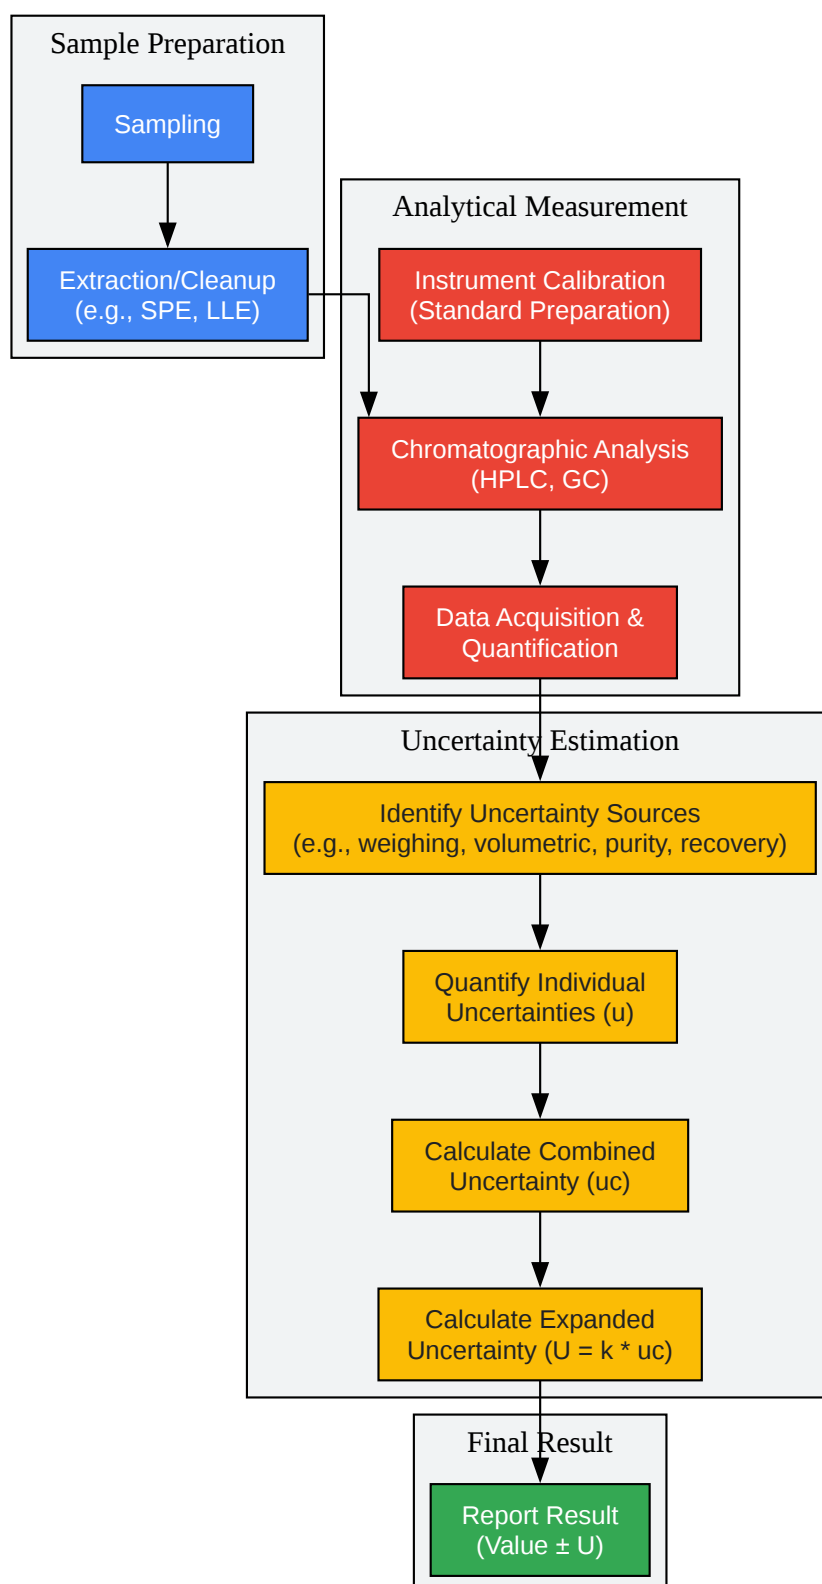 Sample Preparation
Sampling
Extraction/Cleanup
(e.g., SPE, LLE)
Analytical Measurement
Instrument Calibration
(Standard Preparation)
Chromatographic Analysis
(HPLC, GC)
Data Acquisition &
Quantification
Uncertainty Estimation
Identify Uncertainty Sources
(e.g., weighing, volumetric, purity, recovery)
Quantify Individual
Uncertainties (u)
Calculate Combined
Uncertainty (uc)
Calculate Expanded
Uncertainty (U = k * uc)
Final Result
Report Result
(Value ± U)